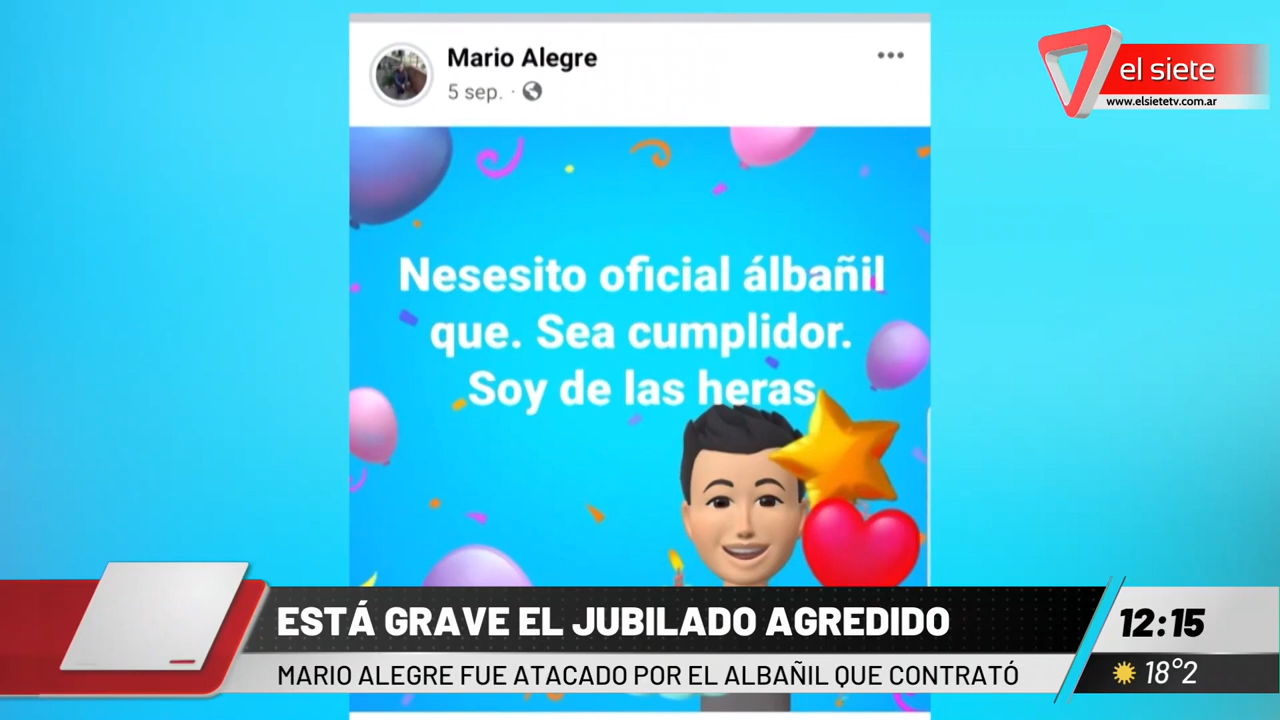 Mario Alegre
5 sep.
el siete
www.elsietetv.com.ar
Nesesito oficial álbañil
que. Sea cumplidor.
Soy de las heras.
ESTÁ GRAVE EL JUBILADO AGREDIDO
MARIO ALEGRE FUE ATACADO POR EL ALBAÑIL QUE CONTRATÓ
12:15
18°2